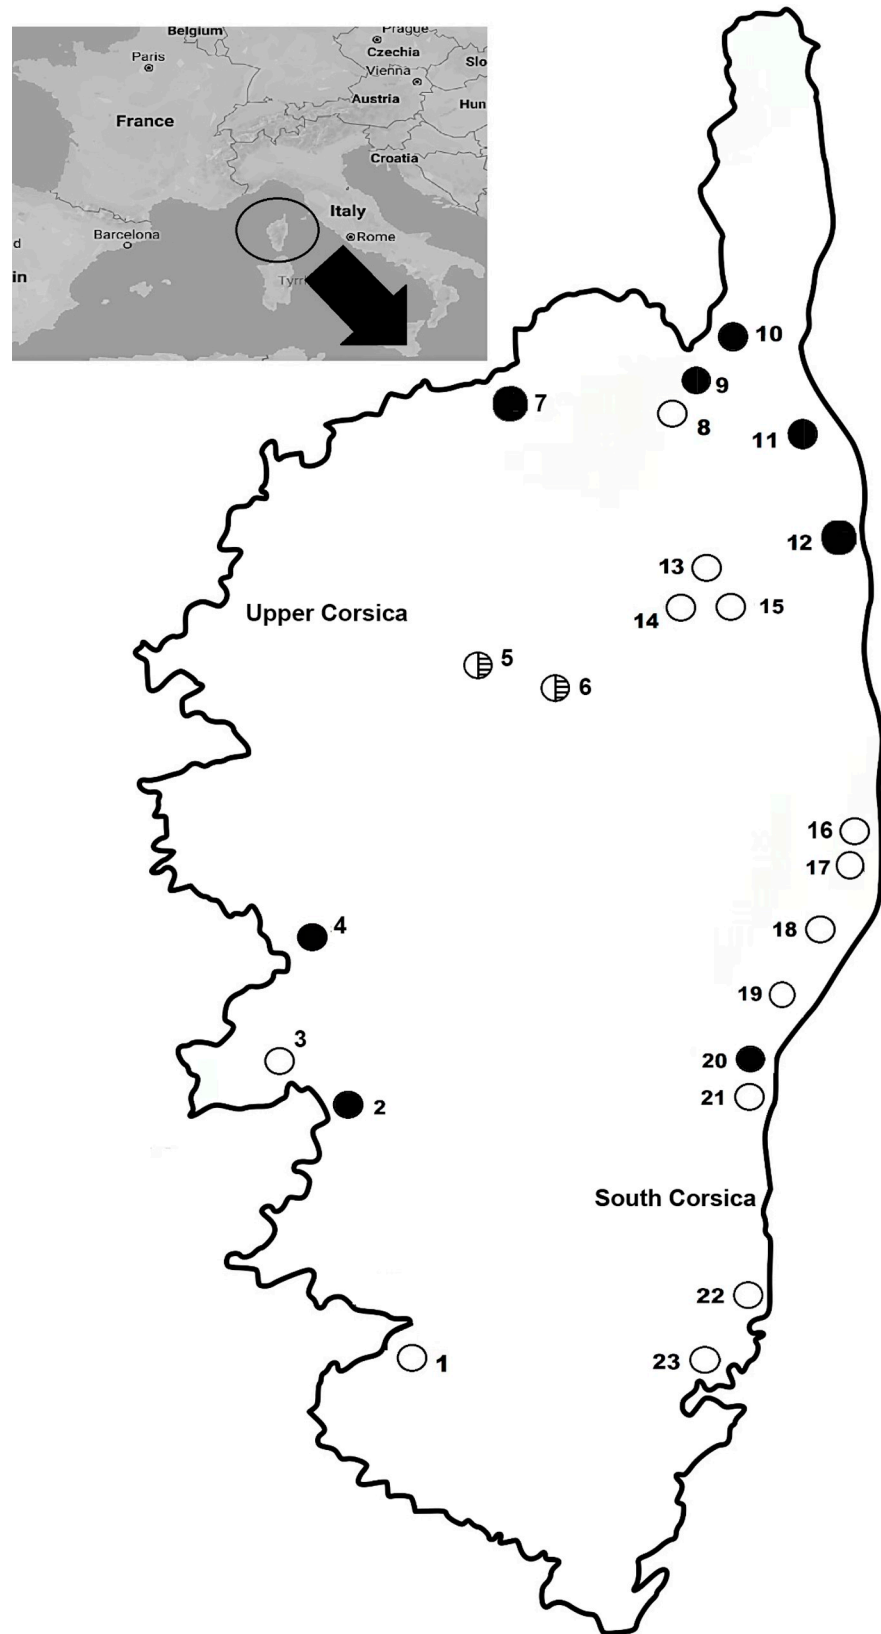 Belgium
Prague
Paris
Czechia
Slo
Vienna
Austria
Hun
France
Croatia
Italy
Barcelona
Rome
d
in
Tyrr
10
9
7
8
11
12
13
14
15
Upper Corsica
5
6
16
17
4
18
19
3
20
2
21
South Corsica
22
1
23